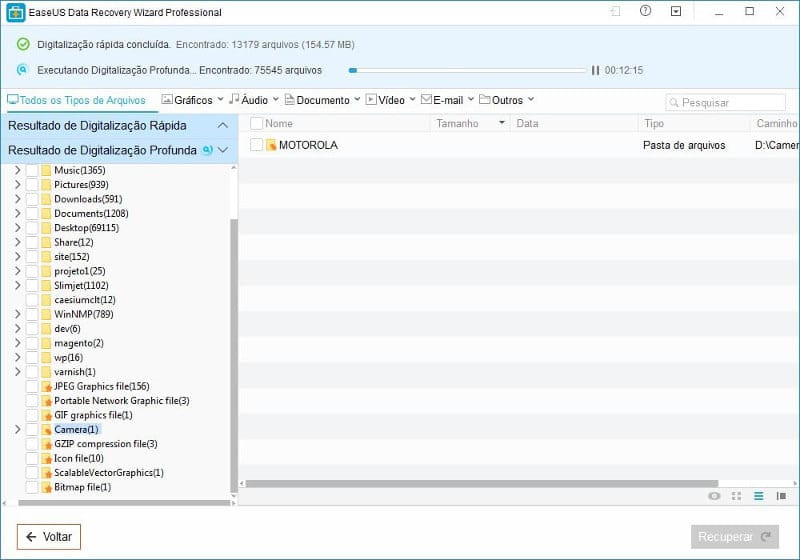 EaseUS Data Recovery Wizard Professional
Digitalização rápida concluída. Encontrado: 13179 arquivos (154.57 MB)
Executando Digitalização Profunda... Encontrado: 75545 arquivos 00:12:15
Todos os Tipos de Arquivos Gráficos Áudio Documento Vídeo E-mail Outros Pesquisar
Resultado de Digitalização Rápida
Resultado de Digitalização Profunda
Nome Tamanho Data Tipo Caminho
MOTOROLA Pasta de arquivos D:\Camer
Music(1365)
Pictures(939)
Downloads(591)
Documents(1208)
Desktop(69115)
Share(12)
site(152)
projeto1(25)
Slimjet(1102)
caesiumclt(12)
WinNMP(789)
dev(6)
magento(2)
wp(16)
varnish(1)
JPEG Graphics file(156)
Portable Network Graphic file(3)
GIF graphics file(1)
Camera(1)
GZIP compression file(3)
Icon file(10)
ScalableVectorGraphics(1)
Bitmap file(1)
Voltar
Recuperar